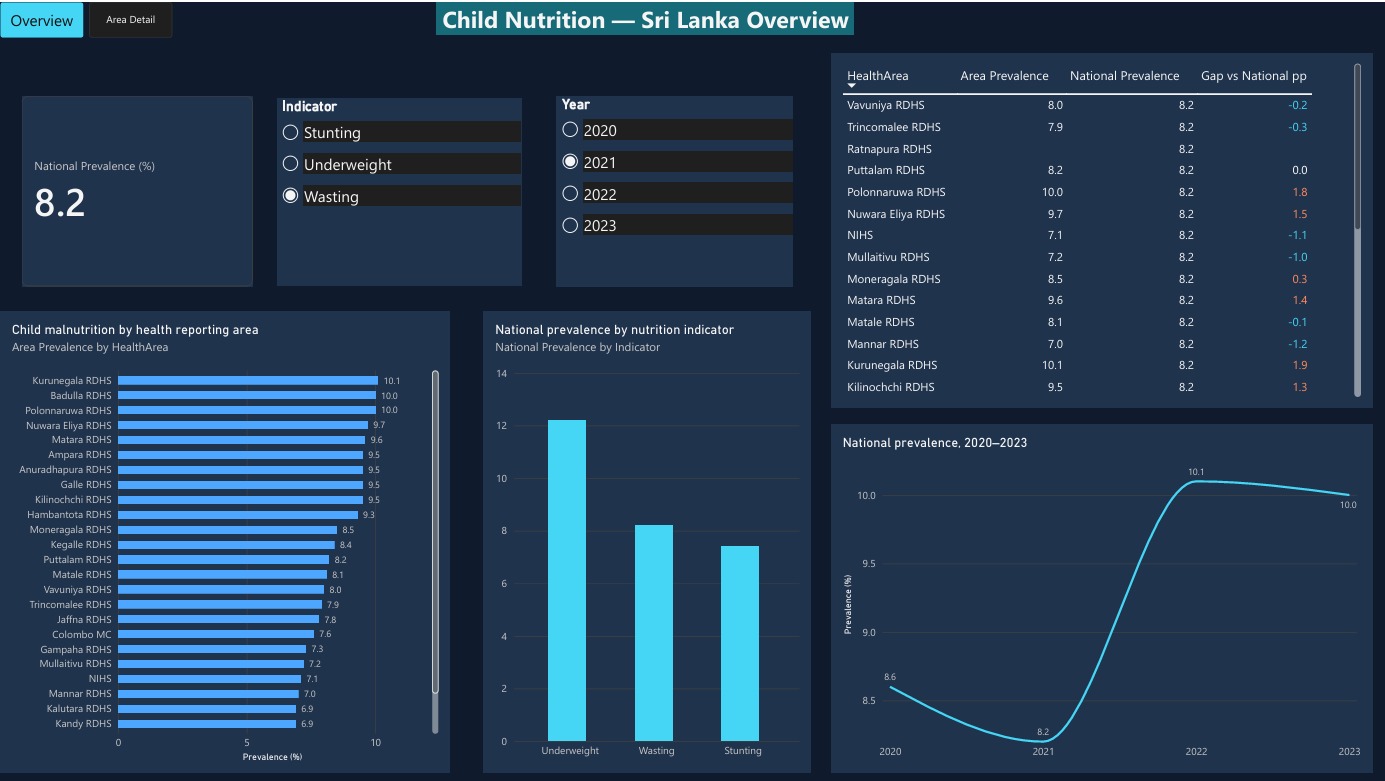 Overview
Area Detail
Child Nutrition — Sri Lanka Overview
National Prevalence (%)
8.2
Indicator
Stunting
Underweight
Wasting
Year
2020
2021
2022
2023
HealthArea Area Prevalence National Prevalence Gap vs National pp
Vavuniya RDHS 8.0 8.2 -0.2
Trincomalee RDHS 7.9 8.2 -0.3
Ratnapura RDHS 8.2
Puttalam RDHS 8.2 8.2 0.0
Polonnaruwa RDHS 10.0 8.2 1.8
Nuwara Eliya RDHS 9.7 8.2 1.5
NIHS 7.1 8.2 -1.1
Mullaitivu RDHS 7.2 8.2 -1.0
Moneragala RDHS 8.5 8.2 0.3
Matara RDHS 9.6 8.2 1.4
Matale RDHS 8.1 8.2 -0.1
Mannar RDHS 7.0 8.2 -1.2
Kurunegala RDHS 10.1 8.2 1.9
Kilinochchi RDHS 9.5 8.2 1.3
Child malnutrition by health reporting area
Area Prevalence by HealthArea
Kurunegala RDHS 10.1
Badulla RDHS 10.0
Polonnaruwa RDHS 10.0
Nuwara Eliya RDHS 9.7
Matara RDHS 9.6
Ampara RDHS 9.5
Anuradhapura RDHS 9.5
Galle RDHS 9.5
Kilinochchi RDHS 9.5
Hambantota RDHS 9.3
Moneragala RDHS 8.5
Kegalle RDHS 8.4
Puttalam RDHS 8.2
Matale RDHS 8.1
Vavuniya RDHS 8.0
Trincomalee RDHS 7.9
Jaffna RDHS 7.8
Colombo MC 7.6
Gampaha RDHS 7.3
Mullaitivu RDHS 7.2
NIHS 7.1
Mannar RDHS 7.0
Kalutara RDHS 6.9
Kandy RDHS 6.9
0 5 10
Prevalence (%)
National prevalence by nutrition indicator
National Prevalence by Indicator
14
12
10
8
6
4
2
0
Underweight Wasting Stunting
National prevalence, 2020–2023
Prevalence (%)
10.0
9.5
9.0
8.5
8.6
8.2
10.1
10.0
2020 2021 2022 2023